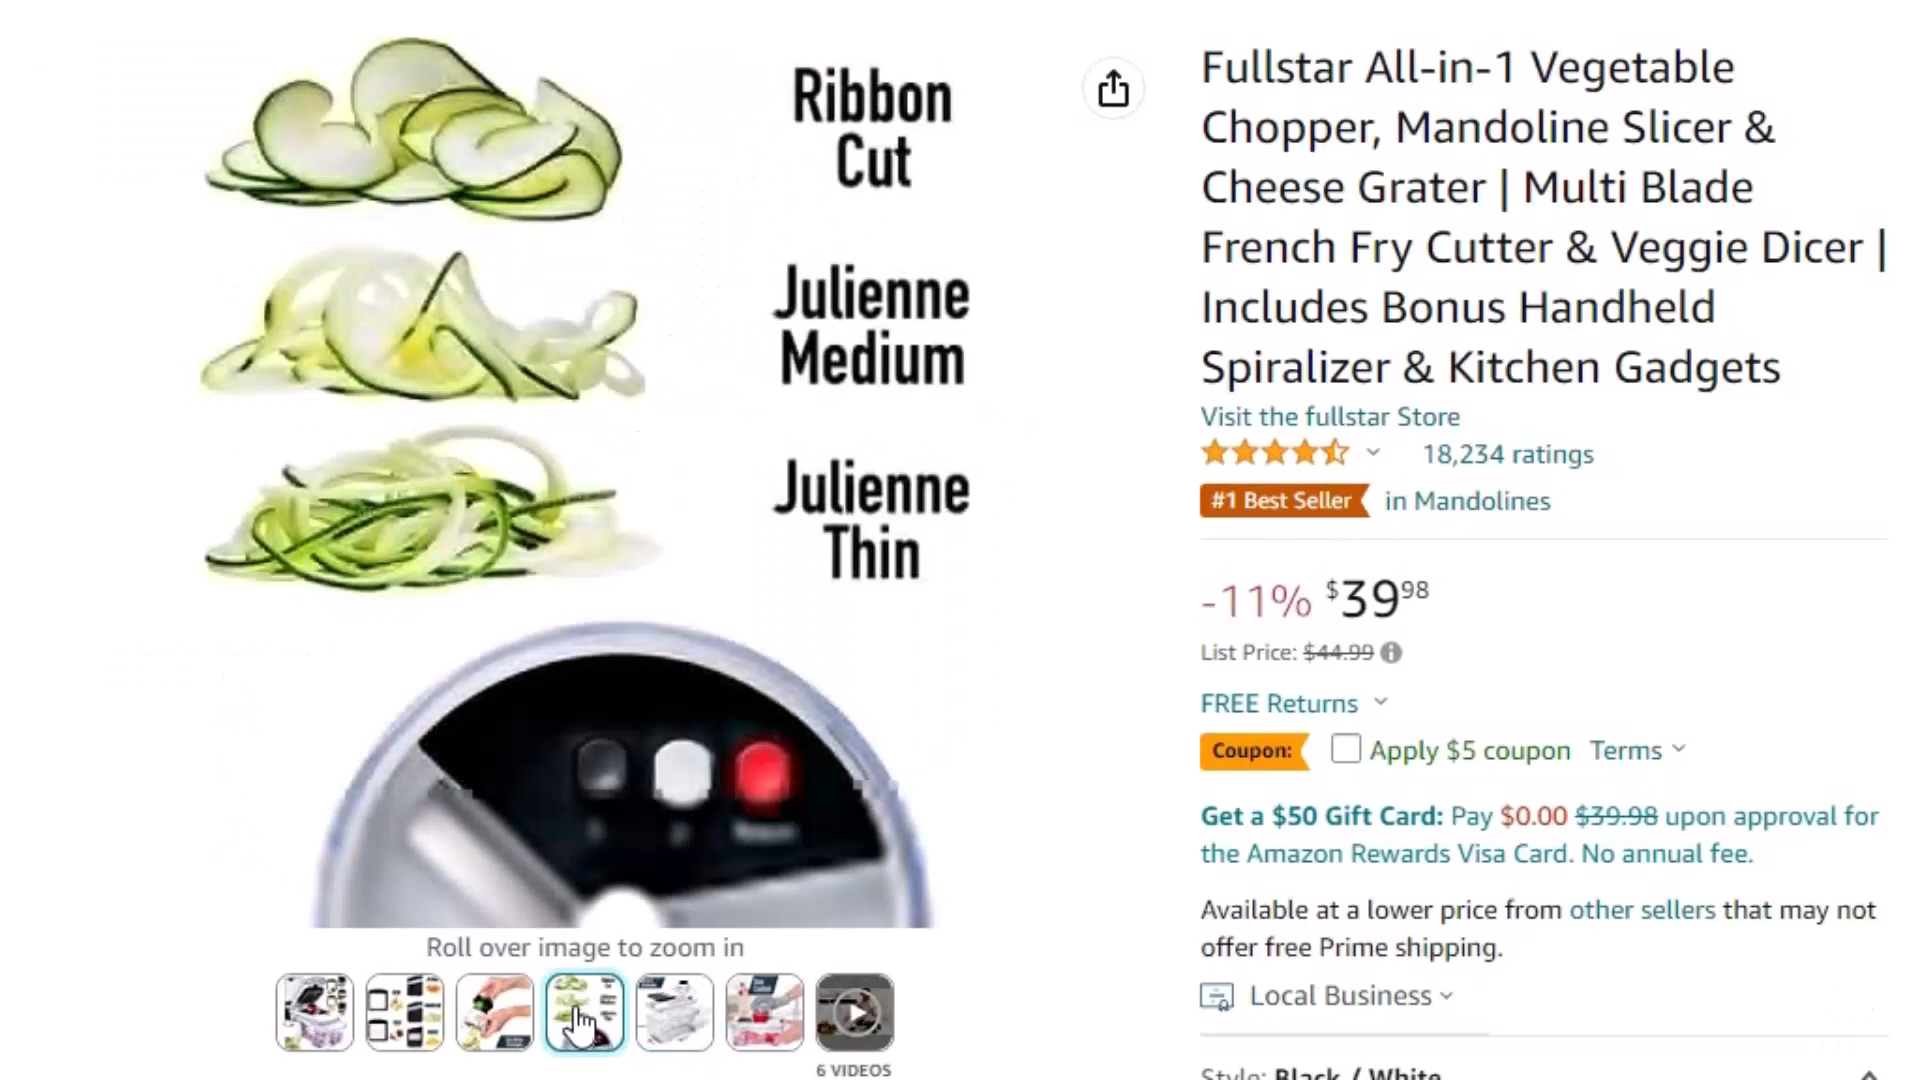 Ribbon
Cut
Julienne
Medium
Julienne
Thin
Roll over image to zoom in
6 VIDEOS
Fullstar All-in-1 Vegetable
Chopper, Mandoline Slicer &
Cheese Grater | Multi Blade
French Fry Cutter & Veggie Dicer |
Includes Bonus Handheld
Spiralizer & Kitchen Gadgets
Visit the fullstar Store
18,234 ratings
#1 Best Seller in Mandolines
-11% $3998
List Price: $44.99
FREE Returns
Coupon: Apply $5 coupon Terms
Get a $50 Gift Card: Pay $0.00 $39.98 upon approval for
the Amazon Rewards Visa Card. No annual fee.
Available at a lower price from other sellers that may not
offer free Prime shipping.
Local Business
Style: Black / White